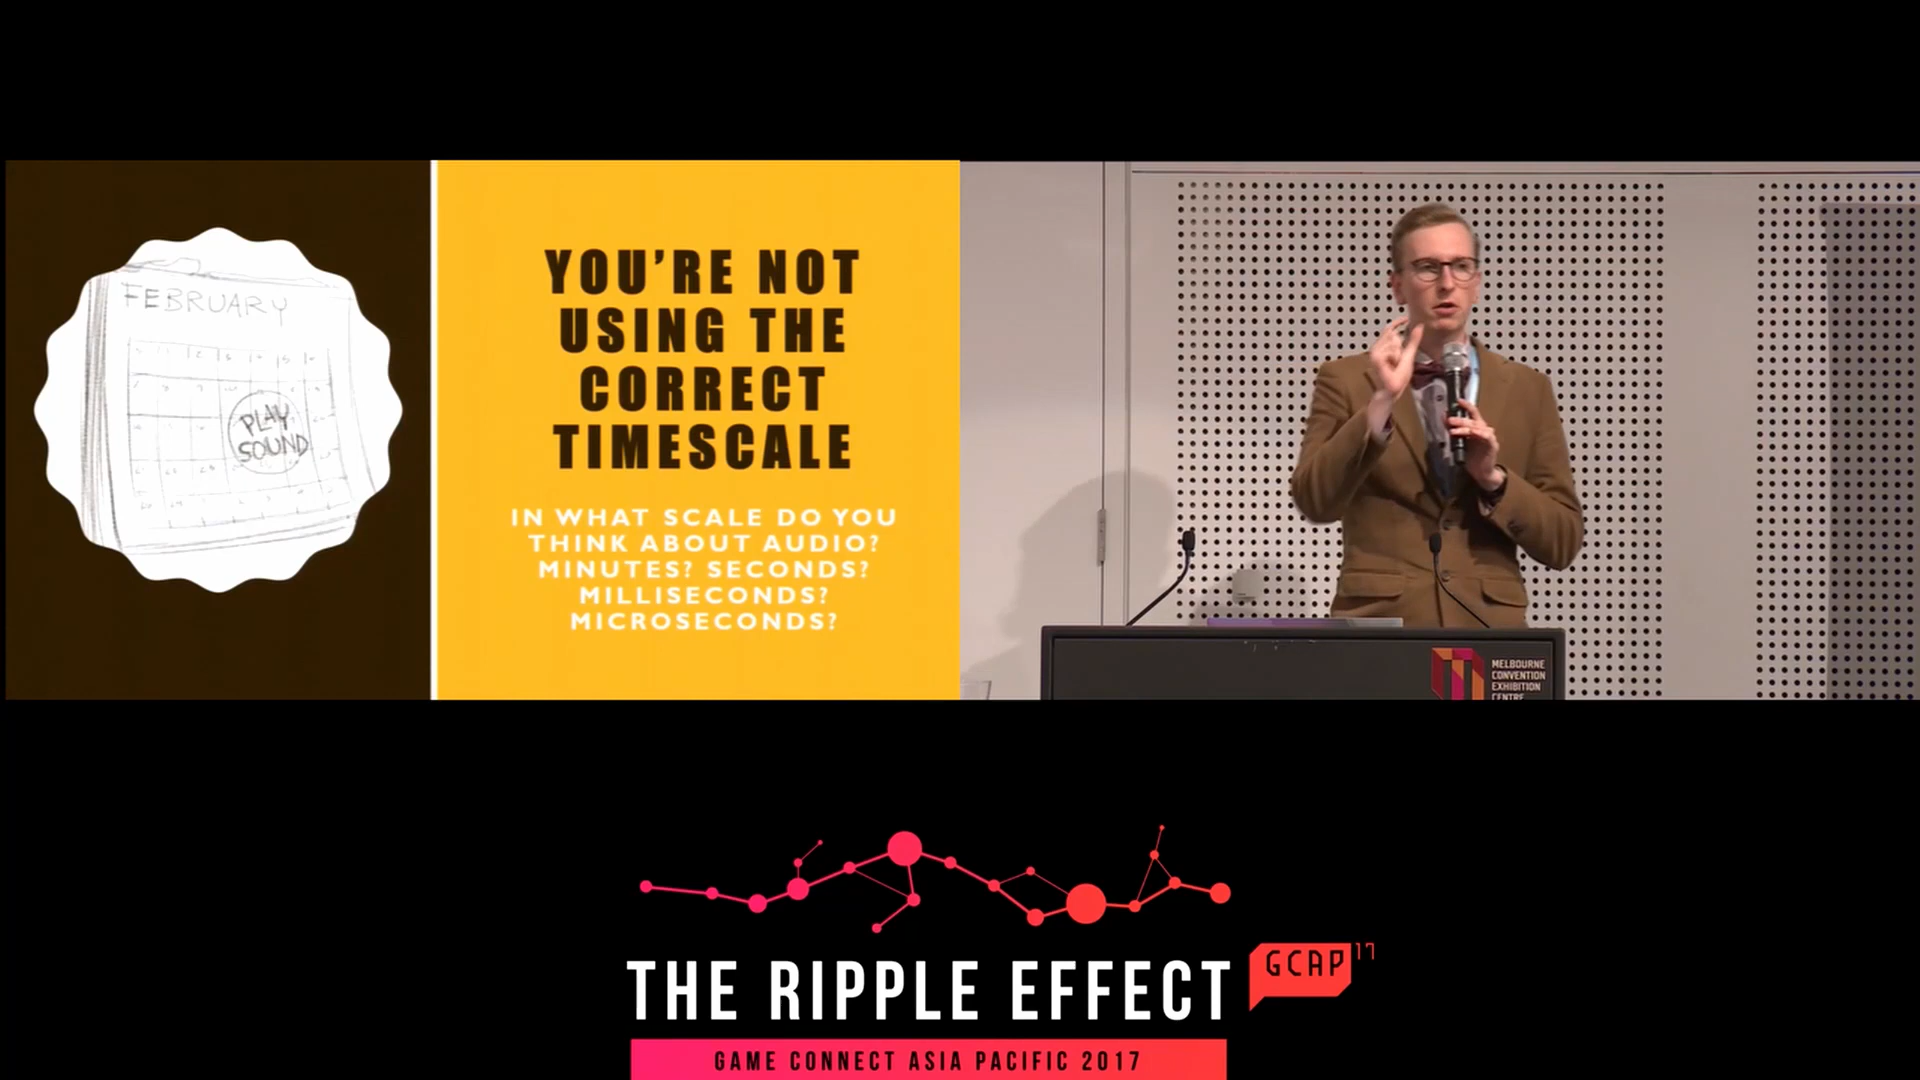 FEBRUARY
PLAY
SOUND
YOU'RE NOT
USING THE
CORRECT
TIMESCALE
IN WHAT SCALE DO YOU
THINK ABOUT AUDIO?
MINUTES? SECONDS?
MILLISECONDS?
MICROSECONDS?
MELBOURNE
CONVENTION
EXHIBITION
CENTRE
THE RIPPLE EFFECT
GCAP 17
GAME CONNECT ASIA PACIFIC 2017